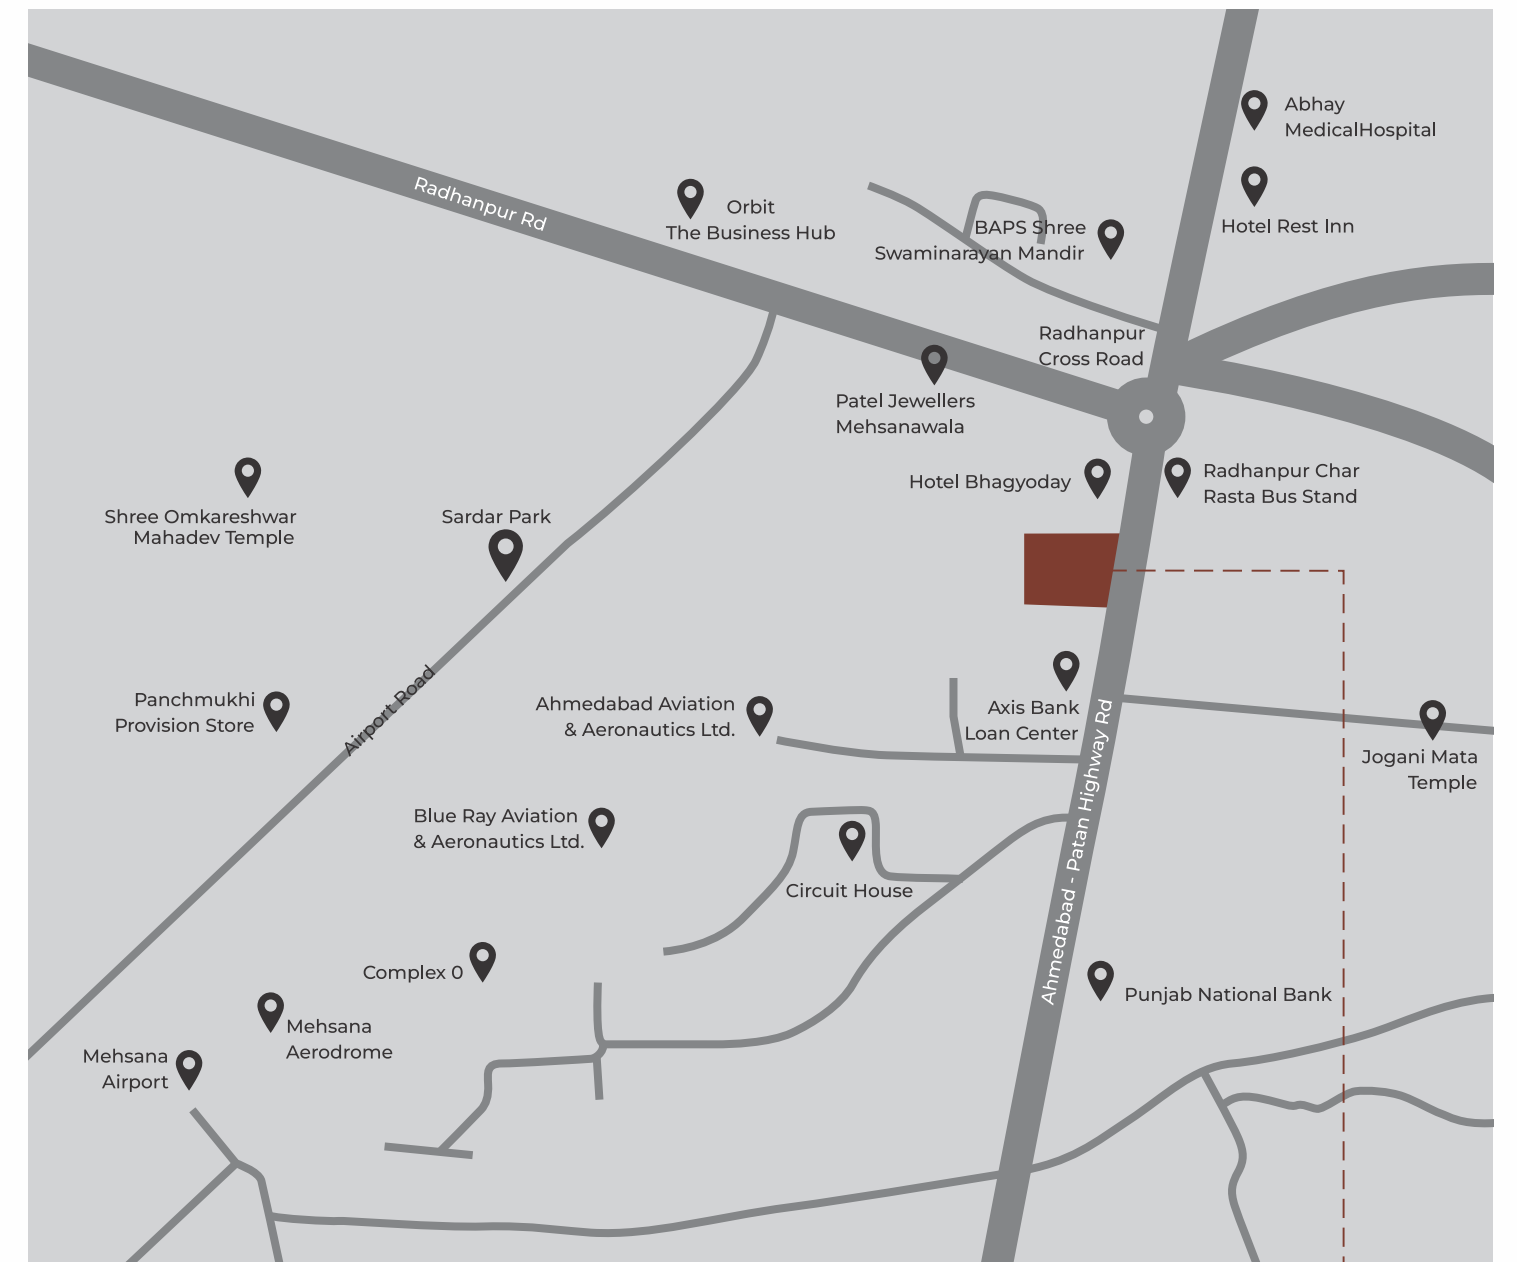 Abhay
MedicalHospital
Radhanpur Rd
Orbit
The Business Hub
BAPS Shree
Swaminarayan Mandir
Hotel Rest Inn
Radhanpur
Cross Road
Patel Jewellers
Mehsanawala
Hotel Bhagyoday
Radhanpur Char
Rasta Bus Stand
Shree Omkareshwar
Mahadev Temple
Sardar Park
Panchmukhi
Provision Store
Airport Road
Ahmedabad Aviation
& Aeronautics Ltd.
Axis Bank
Loan Center
Ahmedabad - Patan Highway Rd
Jogani Mata
Temple
Blue Ray Aviation
& Aeronautics Ltd.
Circuit House
Complex 0
Punjab National Bank
Mehsana
Aerodrome
Mehsana
Airport